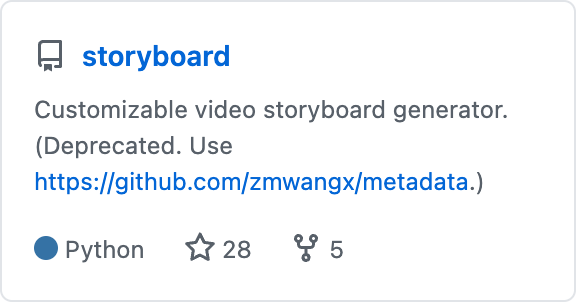 storyboard
Customizable video storyboard generator.
(Deprecated. Use
https://github.com/zmwangx/metadata.)
Python 28 5